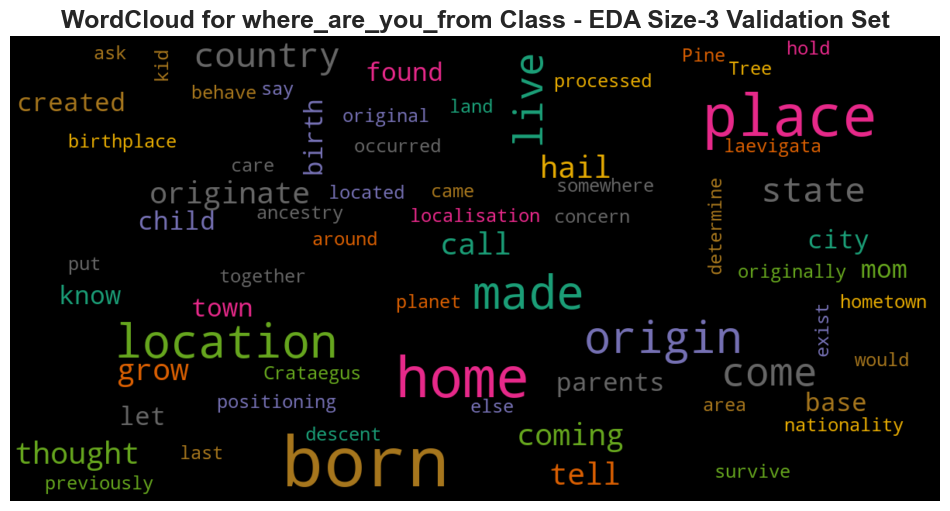 WordCloud for where_are_you_from Class - EDA Size-3 Validation Set
ask
kid
country
found
live
processed
Pine
Tree
hold
created
behave
say
birth
original
land
place
birthplace
care
occurred
hail
laevigata
originate
located
came
somewhere
state
child
ancestry
localisation
concern
determine
around
call
city
put
together
originally
mom
know
town
planet
made
hometown
location
origin
exist
grow
Crataegus
home
parents
come
would
let
positioning
else
area
base
nationality
thought
last
descent
born
coming
tell
survive
previously